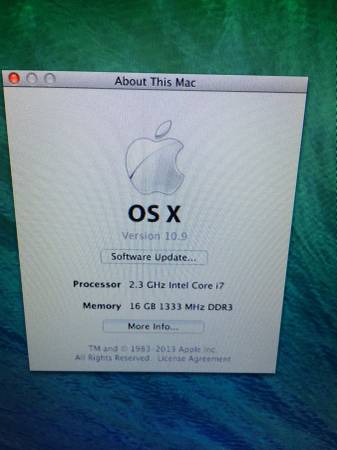 About This Mac
OS X
Version 10.9
Software Update...
Processor 2.3 GHz Intel Core i7
Memory 16 GB 1333 MHz DDR3
More Info...
TM and © 1983-2013 Apple Inc.
All Rights Reserved. License Agreement